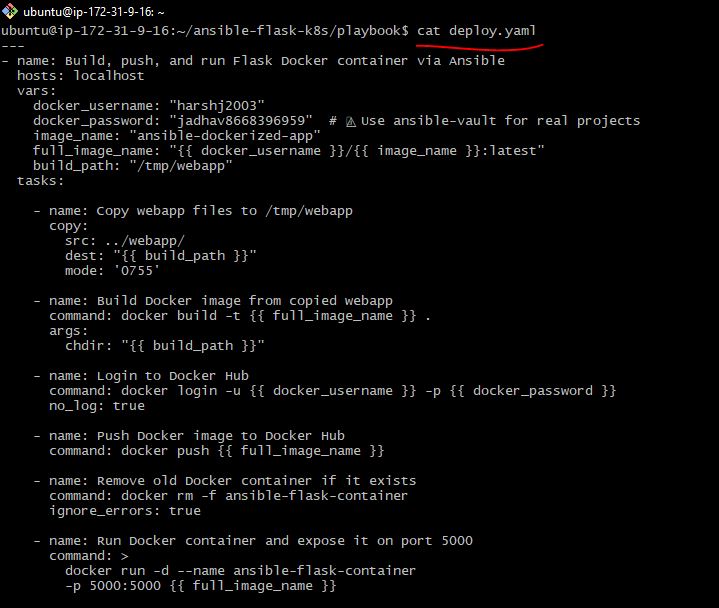 ubuntu@ip-172-31-9-16: ~
ubuntu@ip-172-31-9-16:~/ansible-flask-k8s/playbook$ cat deploy.yaml
---
- name: Build, push, and run Flask Docker container via Ansible
  hosts: localhost
  vars:
    docker_username: "harshj2003"
    docker_password: "jadhav8668396959"  # ⚠ Use ansible-vault for real projects
    image_name: "ansible-dockerized-app"
    full_image_name: "{{ docker_username }}/{{ image_name }}:latest"
    build_path: "/tmp/webapp"
  tasks:

    - name: Copy webapp files to /tmp/webapp
      copy:
        src: ../webapp/
        dest: "{{ build_path }}"
        mode: '0755'

    - name: Build Docker image from copied webapp
      command: docker build -t {{ full_image_name }} .
      args:
        chdir: "{{ build_path }}"

    - name: Login to Docker Hub
      command: docker login -u {{ docker_username }} -p {{ docker_password }}
      no_log: true

    - name: Push Docker image to Docker Hub
      command: docker push {{ full_image_name }}

    - name: Remove old Docker container if it exists
      command: docker rm -f ansible-flask-container
      ignore_errors: true

    - name: Run Docker container and expose it on port 5000
      command: >
        docker run -d --name ansible-flask-container
        -p 5000:5000 {{ full_image_name }}